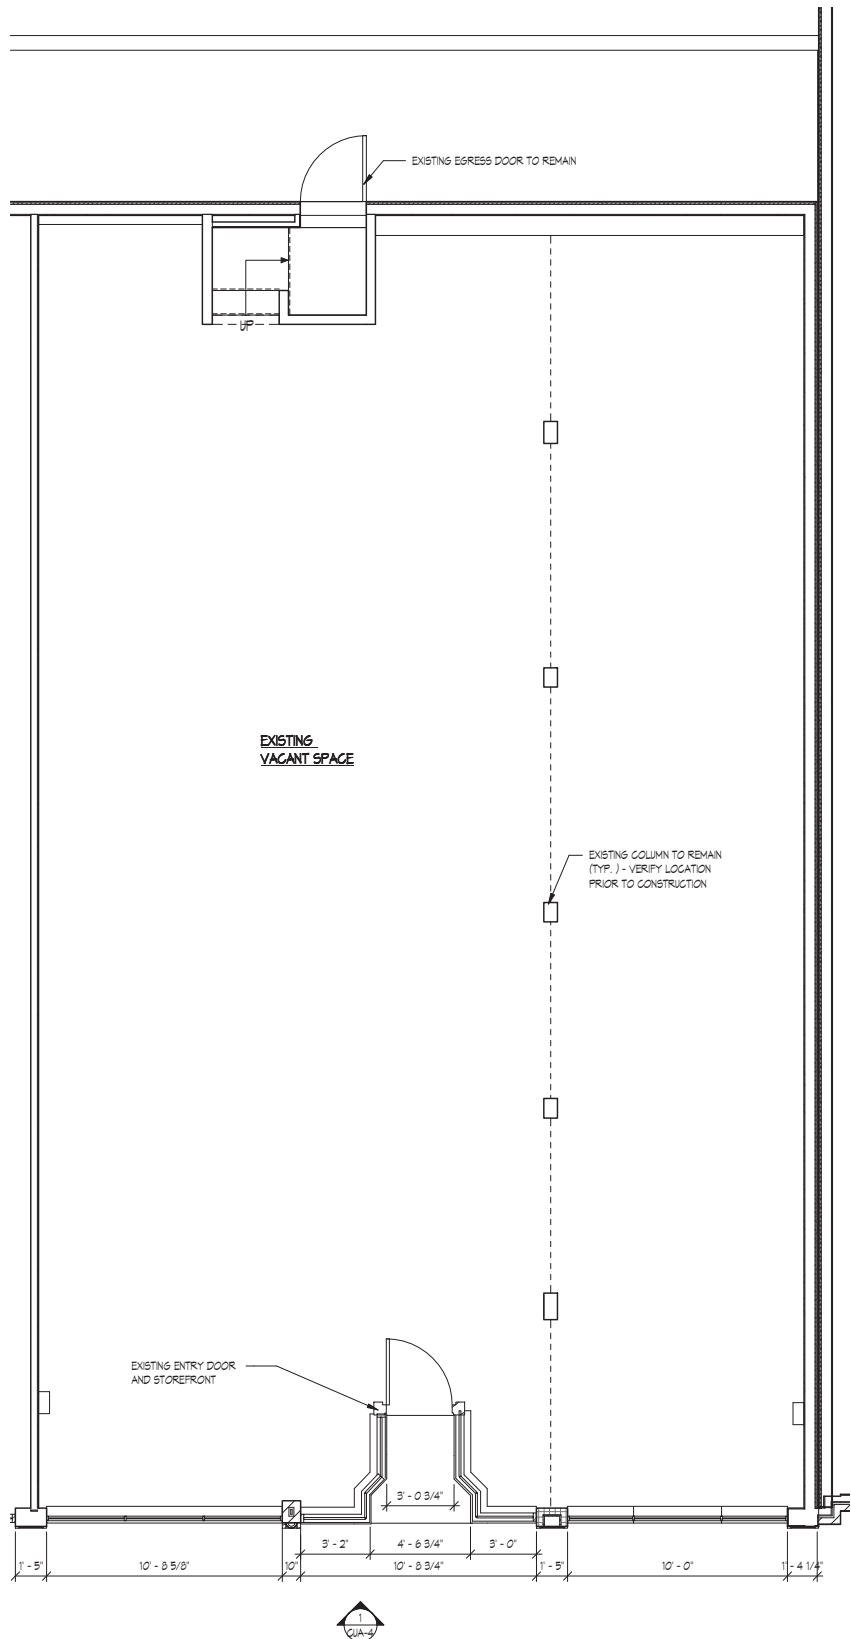 EXISTING EGRESS DOOR TO REMAIN
UP
EXISTING
VACANT SPACE
EXISTING COLUMN TO REMAIN
(TYP. ) - VERIFY LOCATION
PRIOR TO CONSTRUCTION
EXISTING ENTRY DOOR
AND STOREFRONT
3' - 0 3/4"
3' - 2" 4' - 6 3/4" 3' - 0"
1' - 5" 10' - 8 5/8" 10" 10' - 8 3/4" 1' - 5" 10' - 0" 1' - 4 1/4"
1
CUA-4